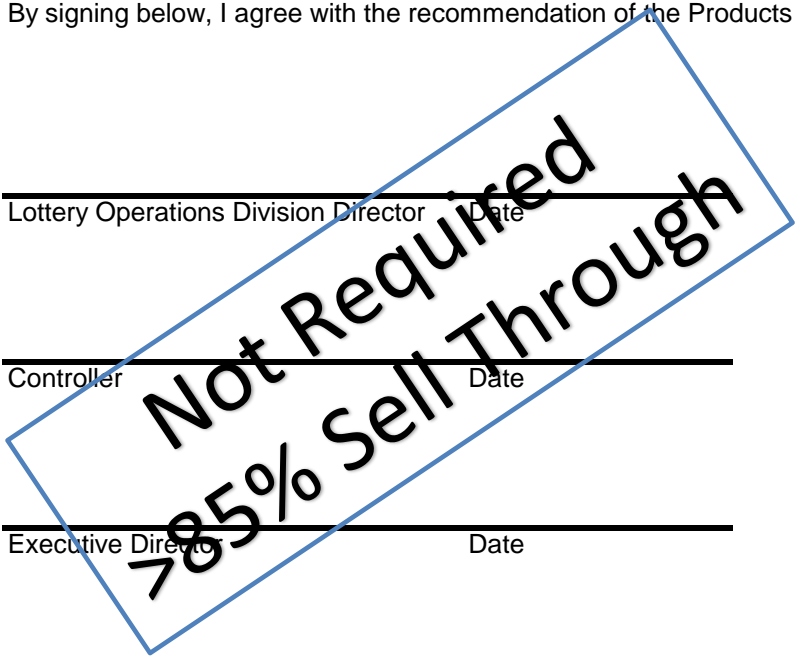 By signing below, I agree with the recommendation of the Products
Lottery Operations Division Director Date
Controller Date
Executive Director Date
Not Required
>85% Sell Through